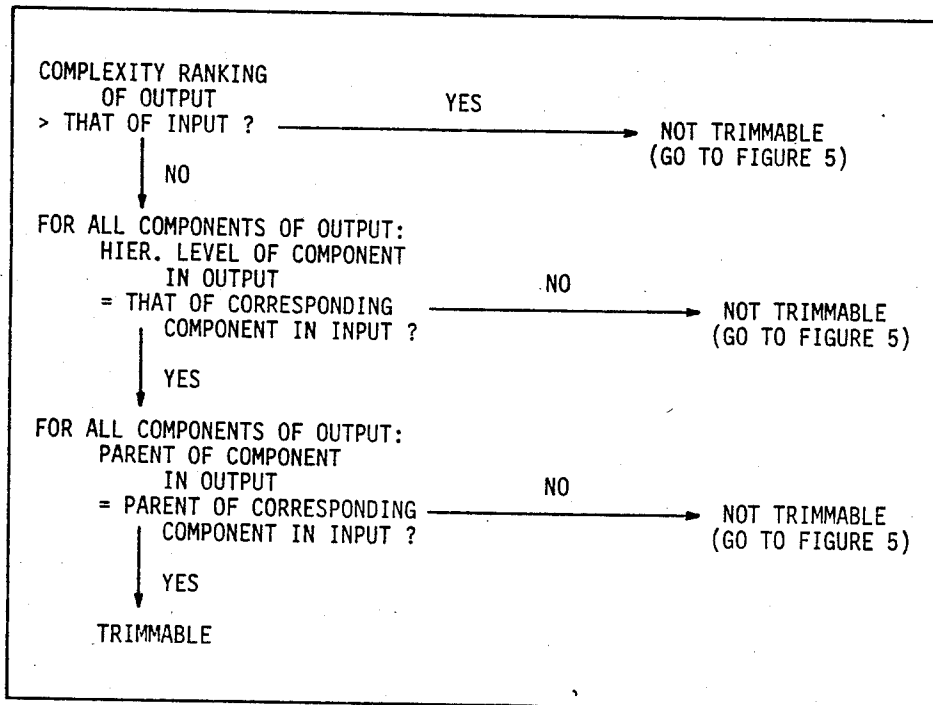 COMPLEXITY RANKING
OF OUTPUT
> THAT OF INPUT ?
YES
NOT TRIMMABLE
(GO TO FIGURE 5)
NO
FOR ALL COMPONENTS OF OUTPUT:
HIER. LEVEL OF COMPONENT
IN OUTPUT
= THAT OF CORRESPONDING
COMPONENT IN INPUT ?
NO
NOT TRIMMABLE
(GO TO FIGURE 5)
YES
FOR ALL COMPONENTS OF OUTPUT:
PARENT OF COMPONENT
IN OUTPUT
= PARENT OF CORRESPONDING
COMPONENT IN INPUT ?
NO
NOT TRIMMABLE
(GO TO FIGURE 5)
YES
TRIMMABLE